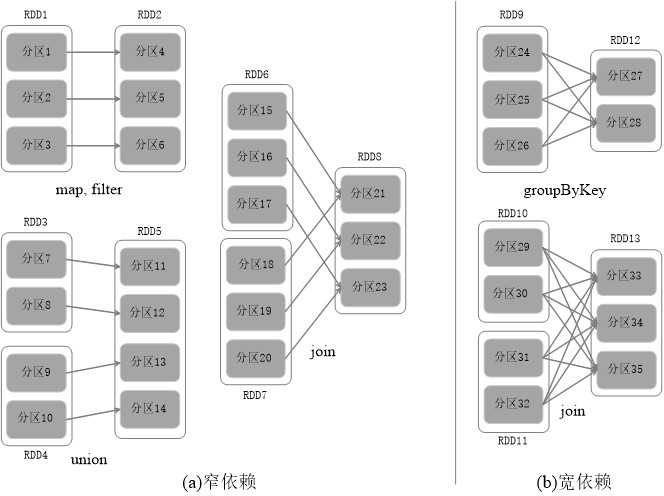 RDD1
分区1
分区2
分区3
RDD2
分区4
分区5
分区6
map, filter
RDD3
分区7
分区8
分区9
分区10
RDD4
RDD5
分区11
分区12
分区13
分区14
union
RDD6
分区15
分区16
分区17
分区18
分区19
分区20
RDD7
RDD8
分区21
分区22
分区23
join
(a)窄依赖
RDD9
分区24
分区25
分区26
RDD12
分区27
分区28
groupByKey
RDD10
分区29
分区30
分区31
分区32
RDD11
RDD13
分区33
分区34
分区35
join
(b)宽依赖